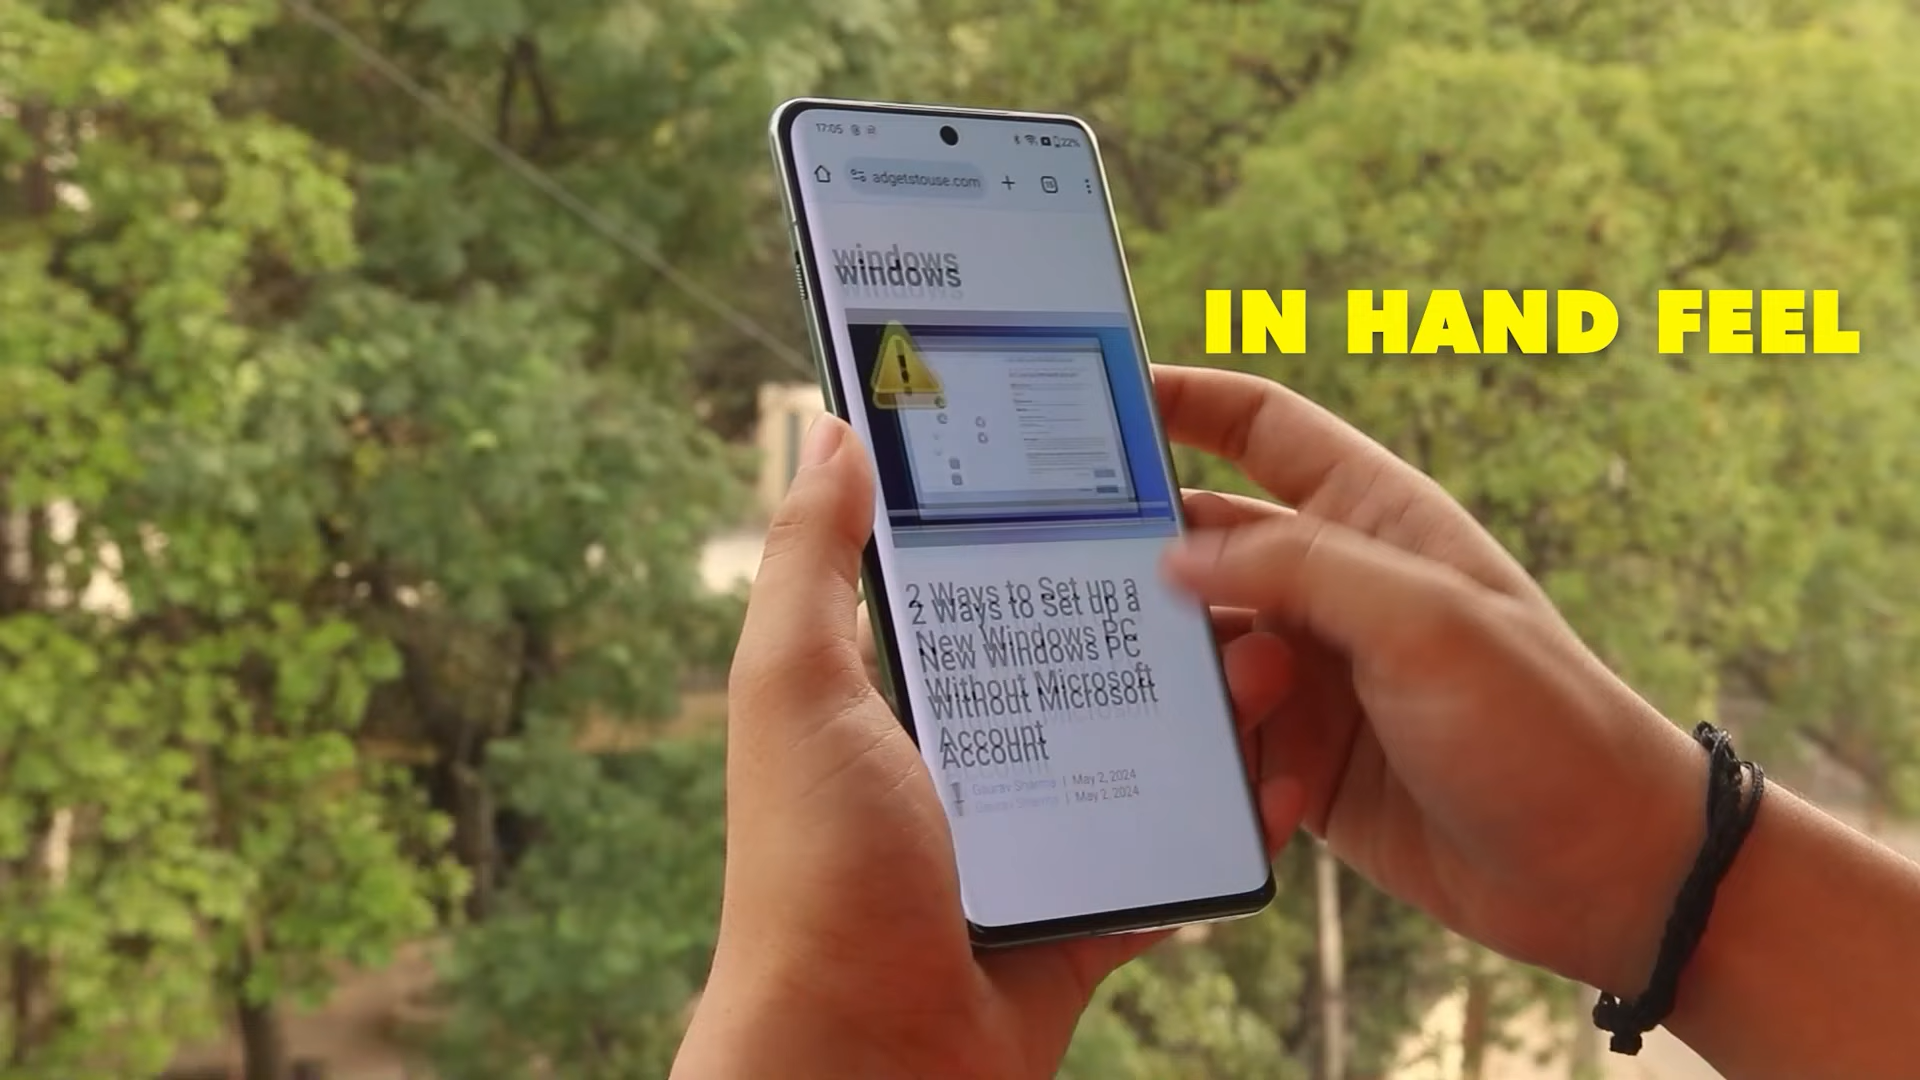 17:05
22%
adgetstouse.com
IN HAND FEEL
windows
2 Ways to Set up a
New Windows PC
Without Microsoft
Account
Gaurav Sharma | May 2, 2024